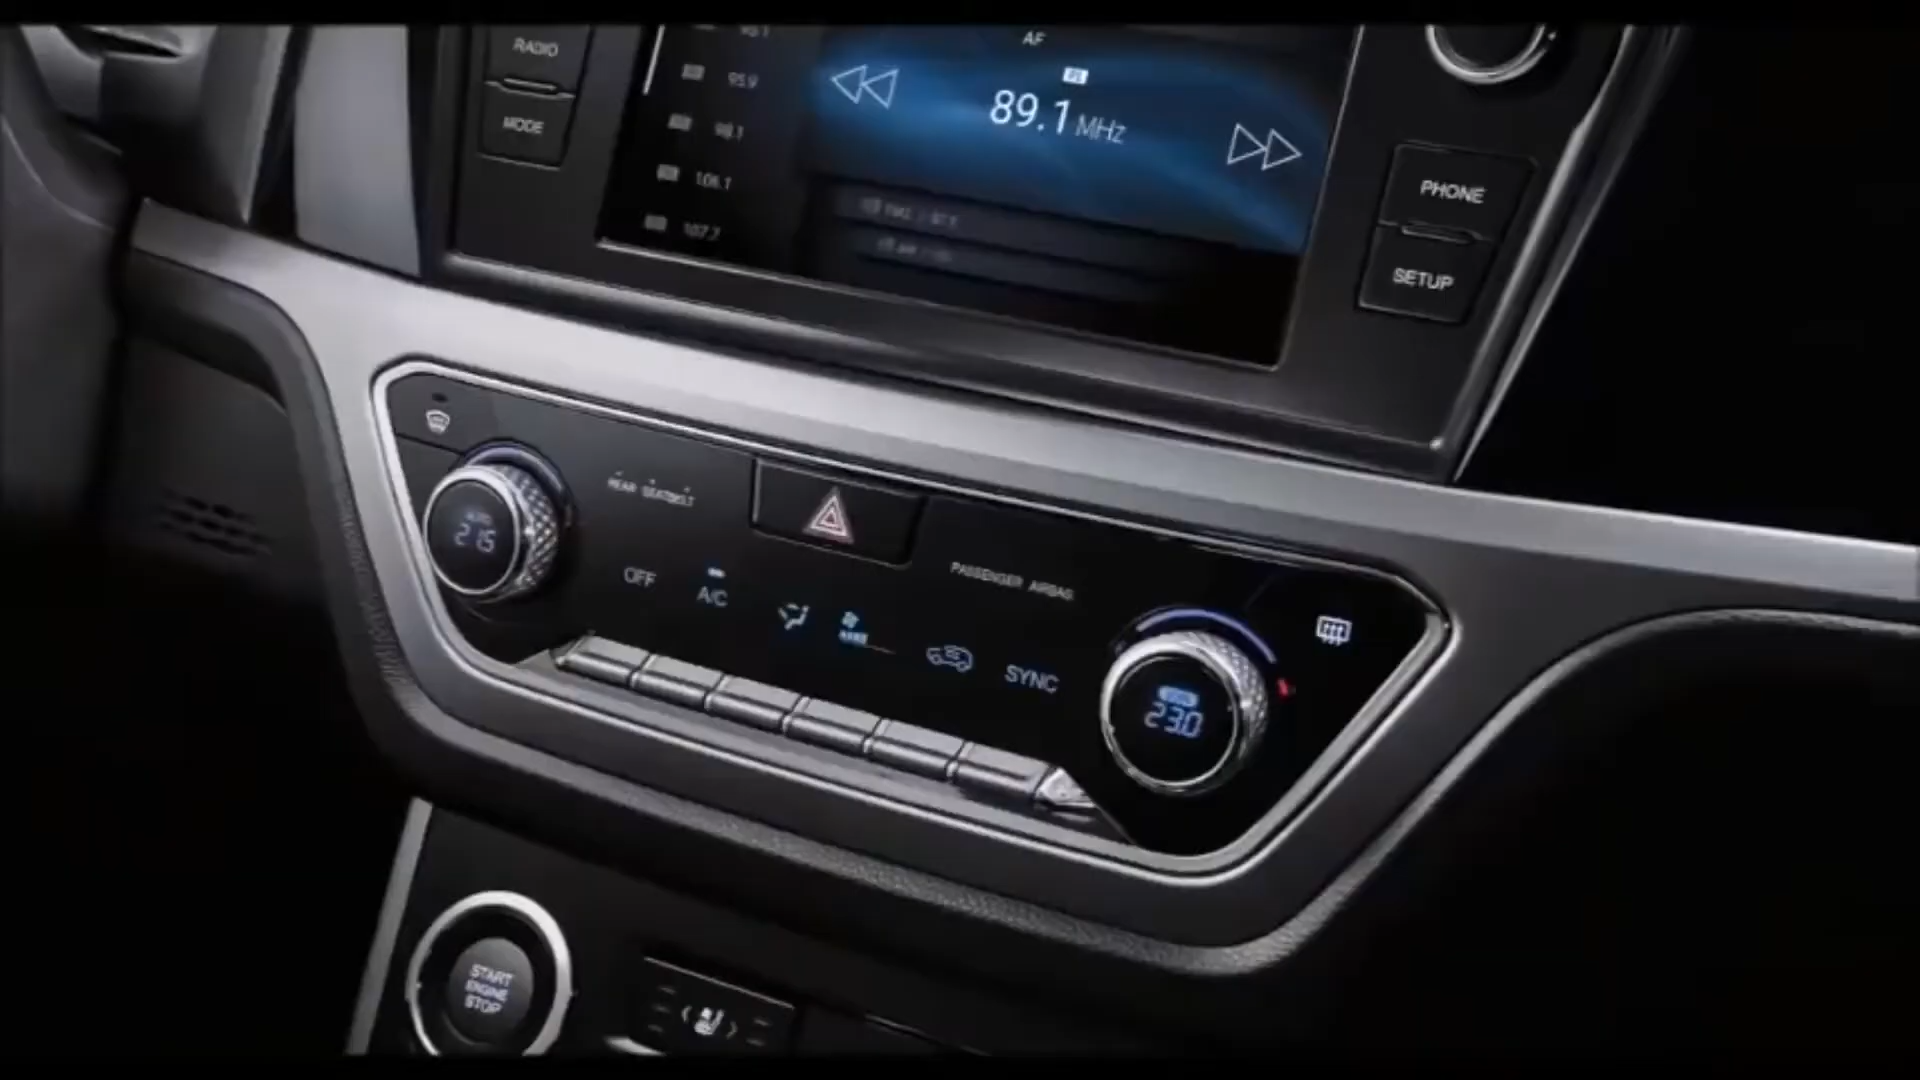 RADIO
MODE
95.9
98.1
106.1
107.7
AF
89.1 MHz
PHONE
SETUP
REAR SEATBELT
AUTO
21.5
OFF
A/C
PASSENGER AIRBAG
SYNC
23.0
START
ENGINE
STOP